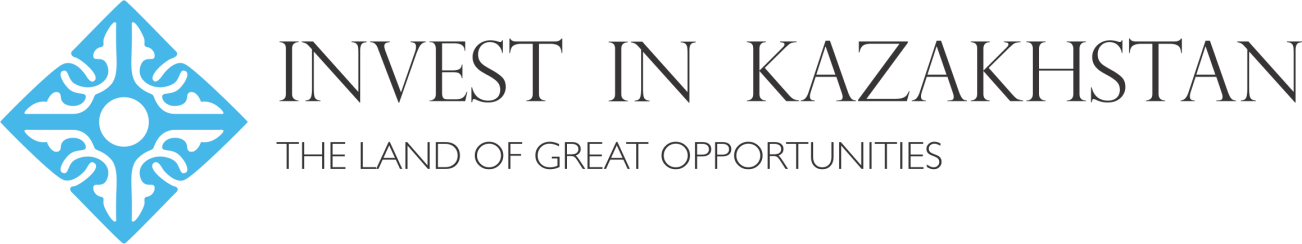 INVEST IN KAZAKHSTAN
THE LAND OF GREAT OPPORTUNITIES